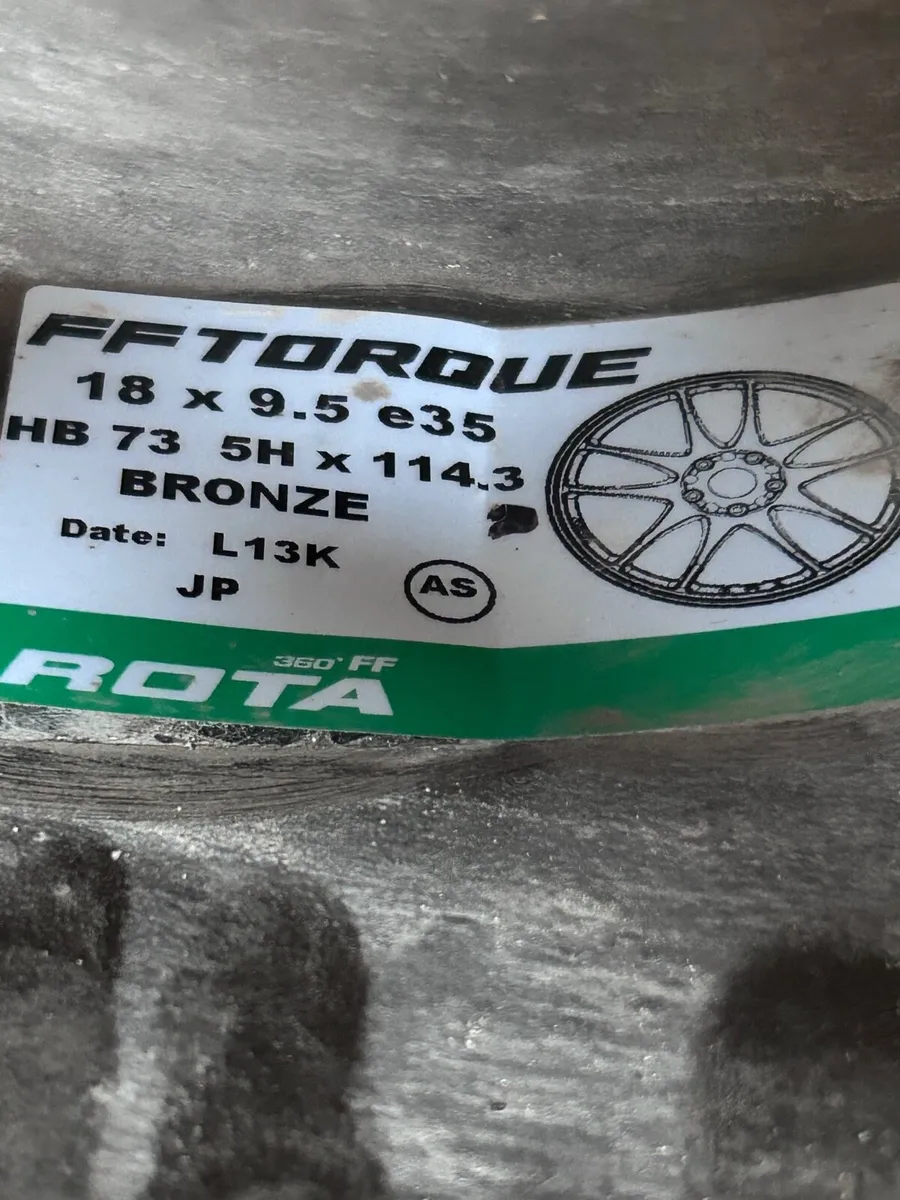 FFTORQUE
18 x 9.5 e35
HB 73 5H x 114.3
BRONZE
Date: L13K
JP
AS
360° FF
ROTA